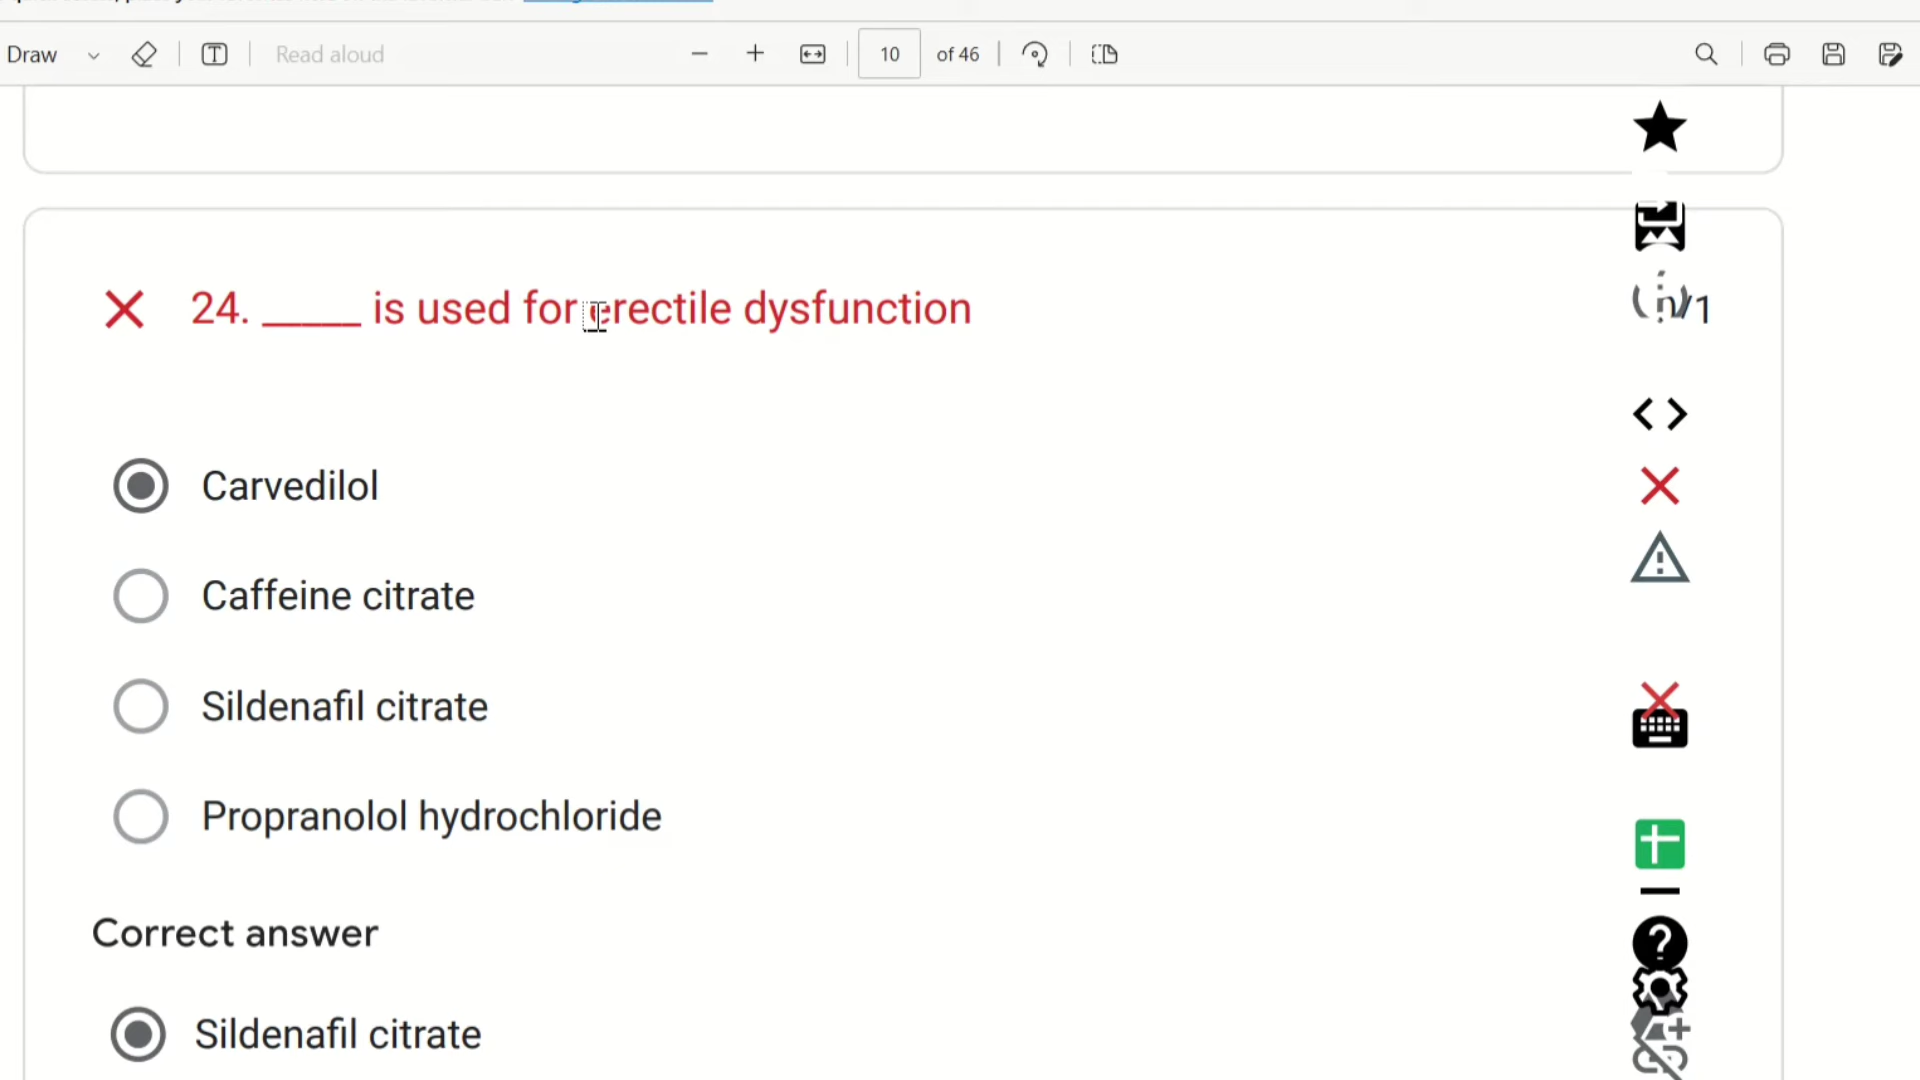 Draw
Read aloud
10 of 46
24. _____ is used for erectile dysfunction
/1
Carvedilol
Caffeine citrate
Sildenafil citrate
Propranolol hydrochloride
Correct answer
Sildenafil citrate